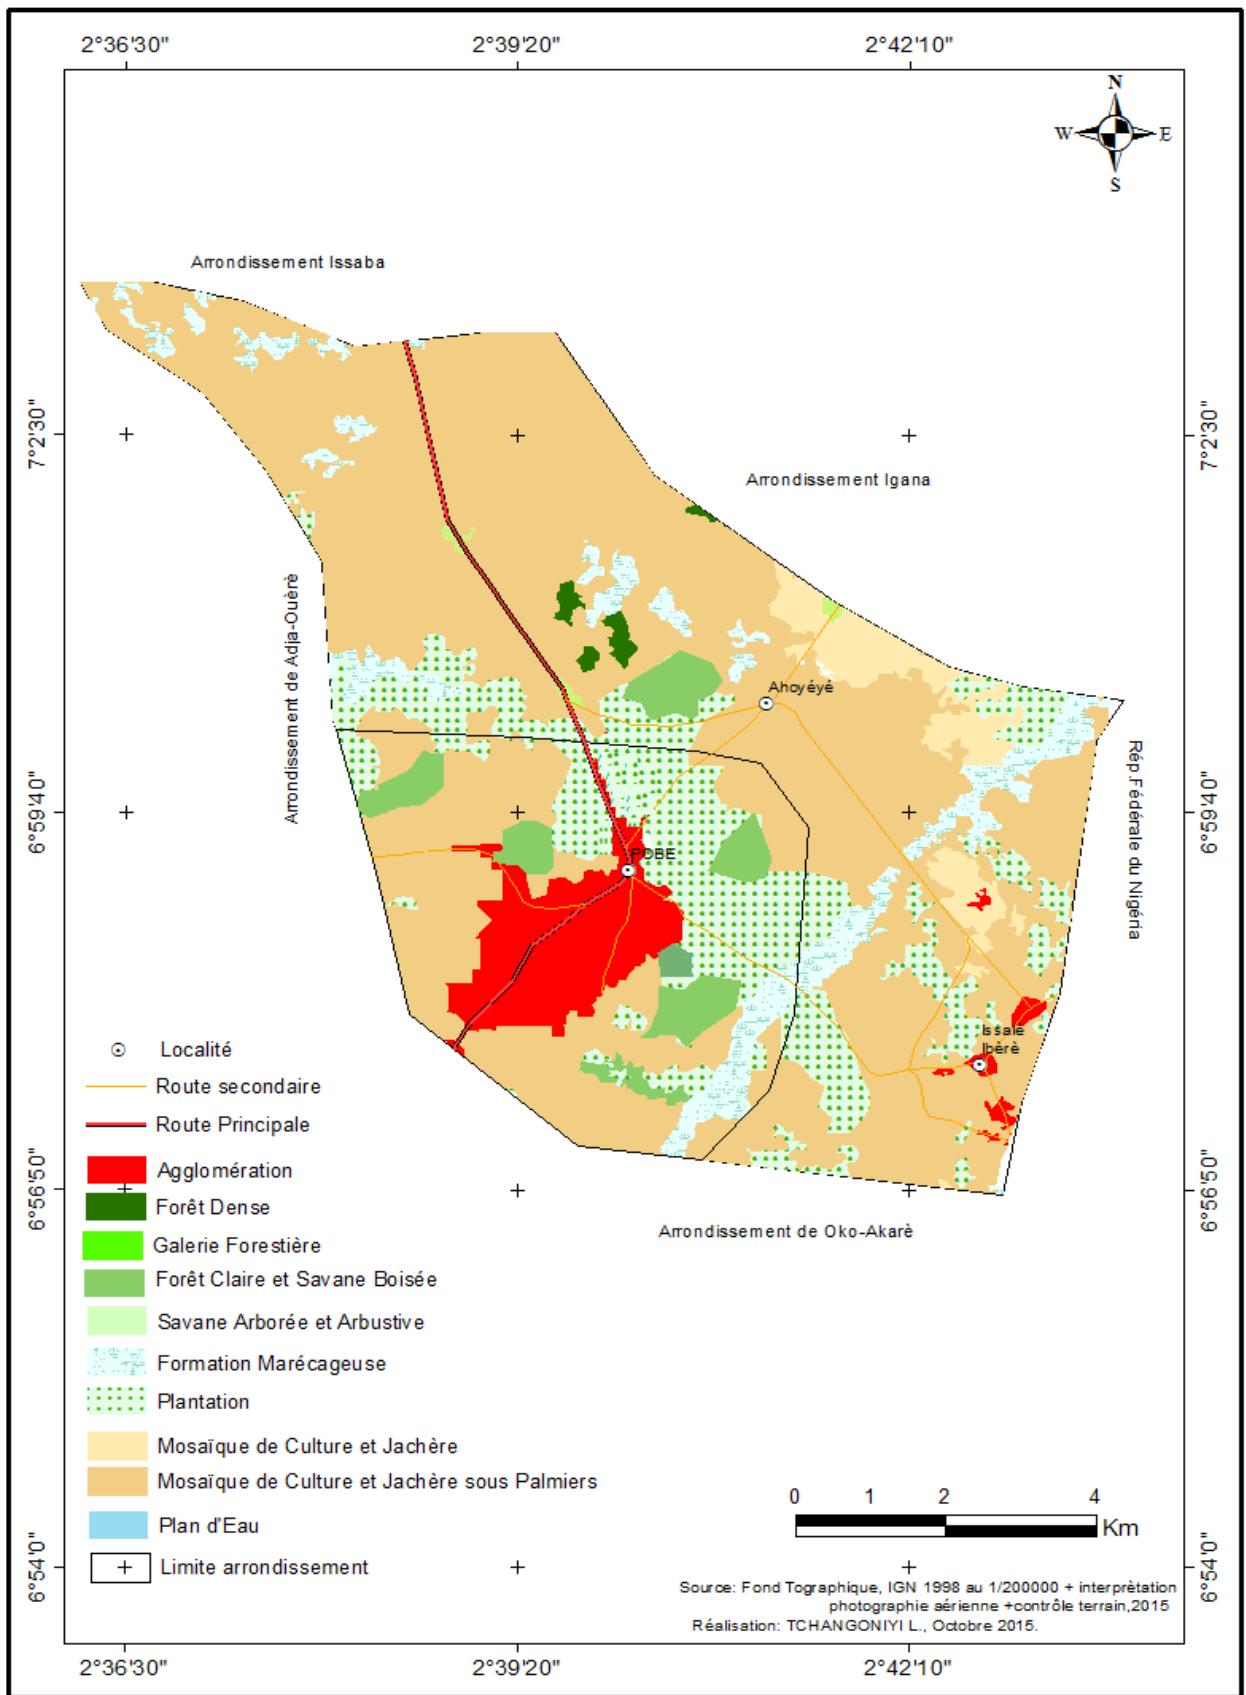 2°36'30" 2°39'20" 2°42'10"
N
W E
S
Arrondissement Issaba
7°2'30" 7°2'30"
Arrondissement Igana
Arrondissement de Adja-Ouèrè
Ahoyéyé
Rép.Fédérale du Nigéria
6°59'40" 6°59'40"
POBE
Issalé
Ibèrè
Localité
Route secondaire
Route Principale
Agglomération
6°56'50" 6°56'50"
Forêt Dense
Arrondissement de Oko-Akarè
Galerie Forestière
Forêt Claire et Savane Boisée
Savane Arborée et Arbustive
Formation Marécageuse
Plantation
Mosaïque de Culture et Jachère
Mosaïque de Culture et Jachère sous Palmiers
Plan d'Eau
Limite arrondissement
0 1 2 4
Km
6°54'0" 6°54'0"
Source: Fond Tographique, IGN 1998 au 1/200000 + interprètation
photographie aérienne +contrôle terrain,2015
Réalisation: TCHANGONIYI L., Octobre 2015.
2°36'30" 2°39'20" 2°42'10"